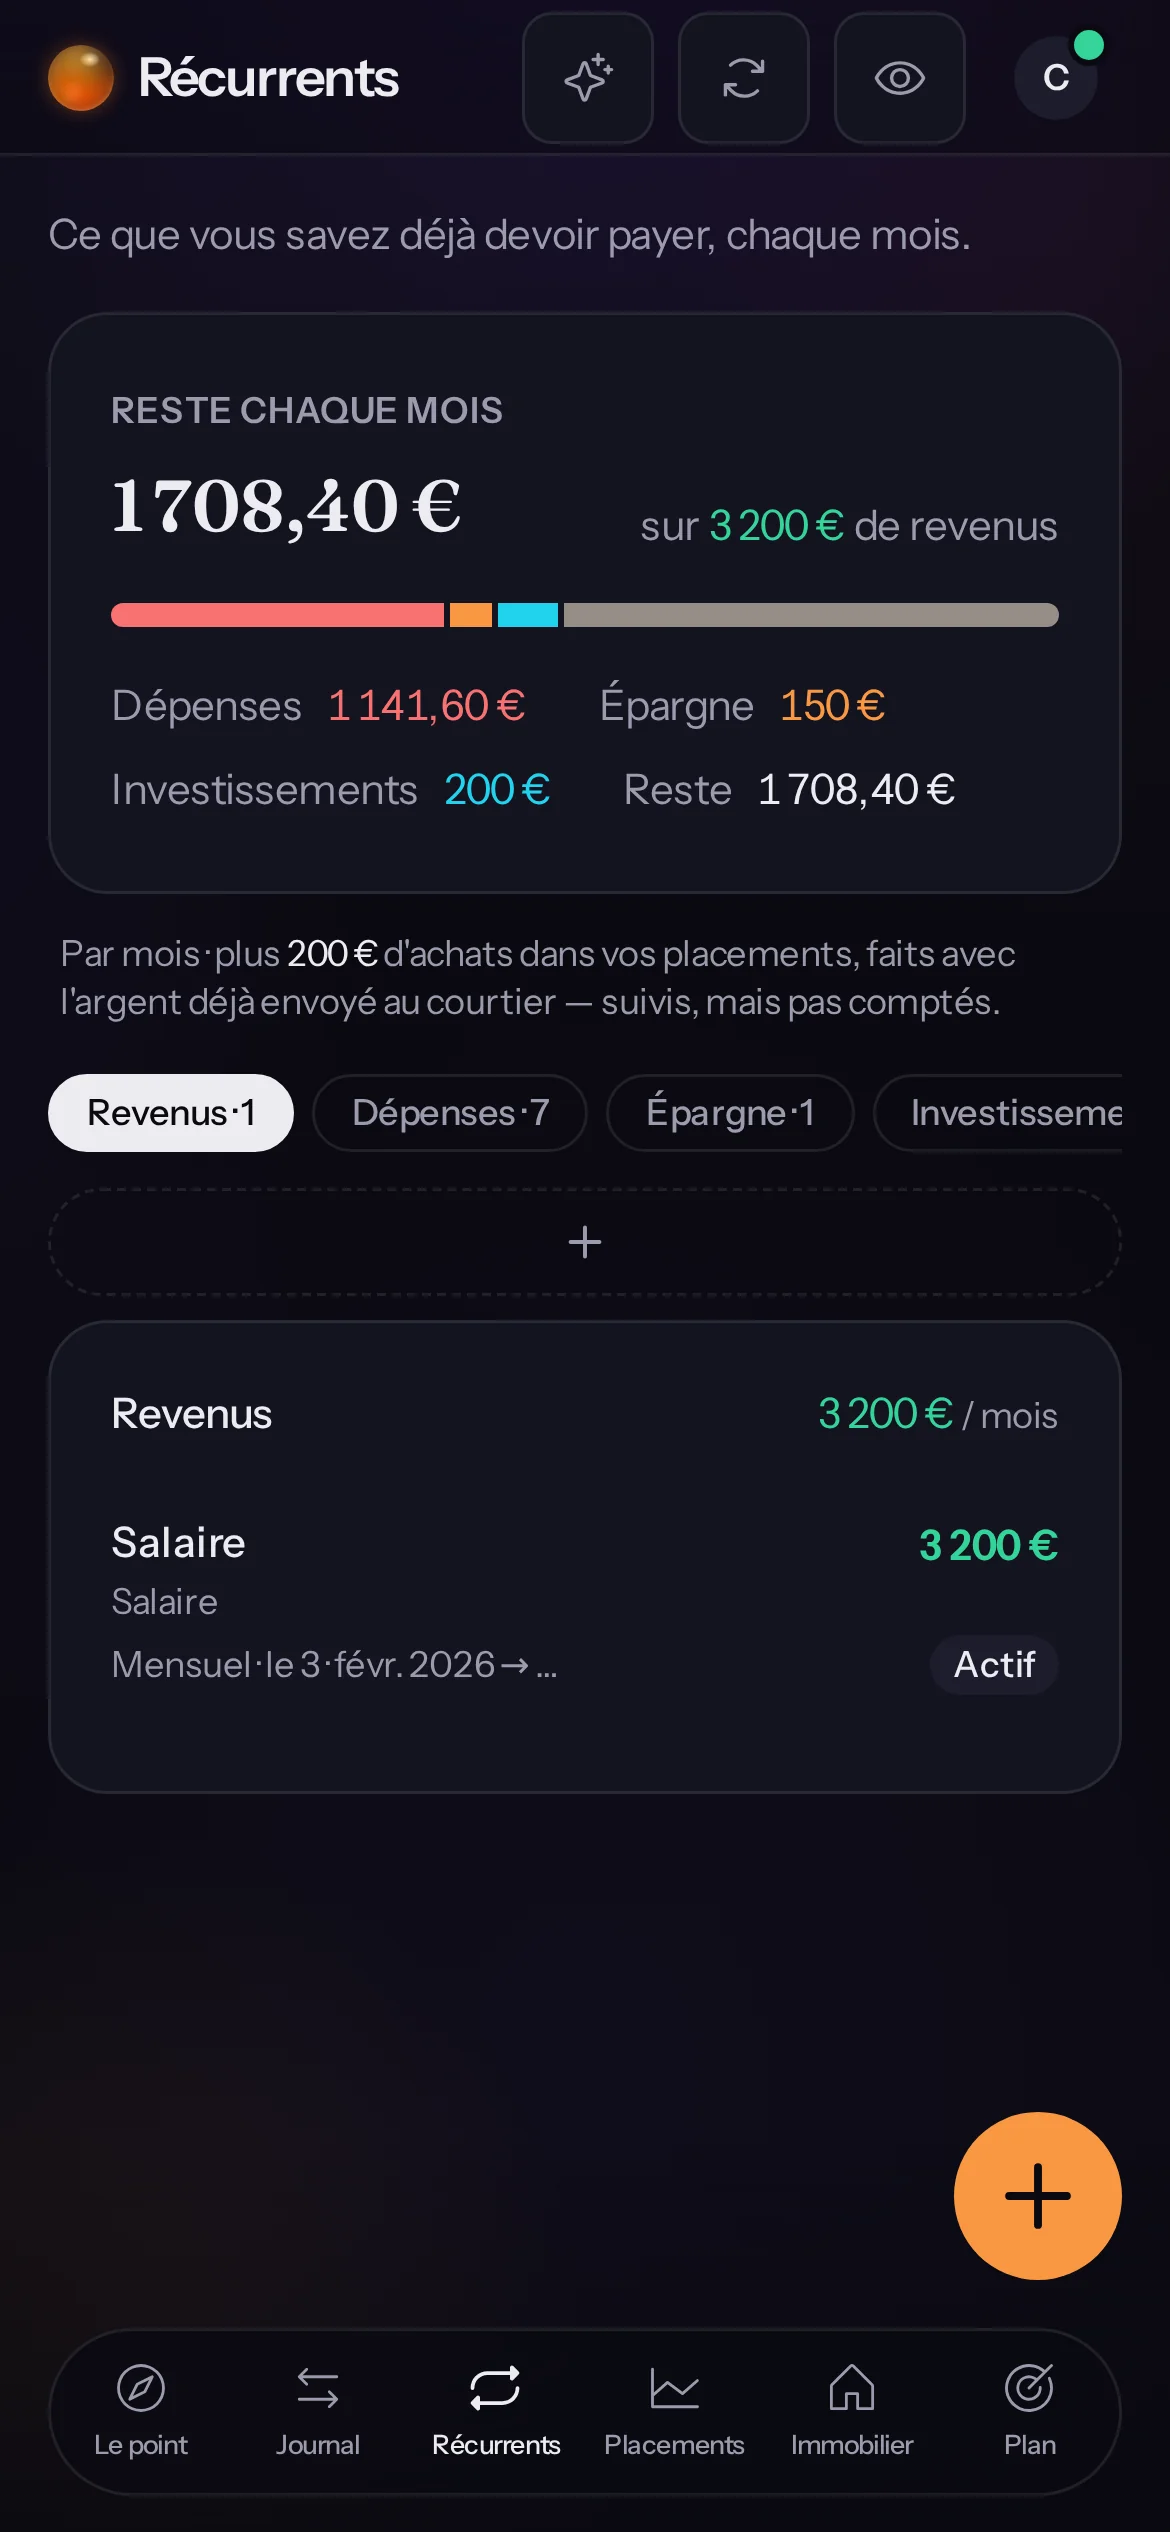 Récurrents
C
Ce que vous savez déjà devoir payer, chaque mois.
RESTE CHAQUE MOIS
1 708,40 €
sur 3 200 € de revenus
Dépenses 1 141,60 € Épargne 150 €
Investissements 200 € Reste 1 708,40 €
Par mois · plus 200 € d'achats dans vos placements, faits avec
l'argent déjà envoyé au courtier — suivis, mais pas comptés.
Revenus · 1 Dépenses · 7 Épargne · 1 Investisseme
Revenus 3 200 € / mois
Salaire 3 200 €
Salaire
Mensuel · le 3 · févr. 2026 → ... Actif
Le point Journal Récurrents Placements Immobilier Plan